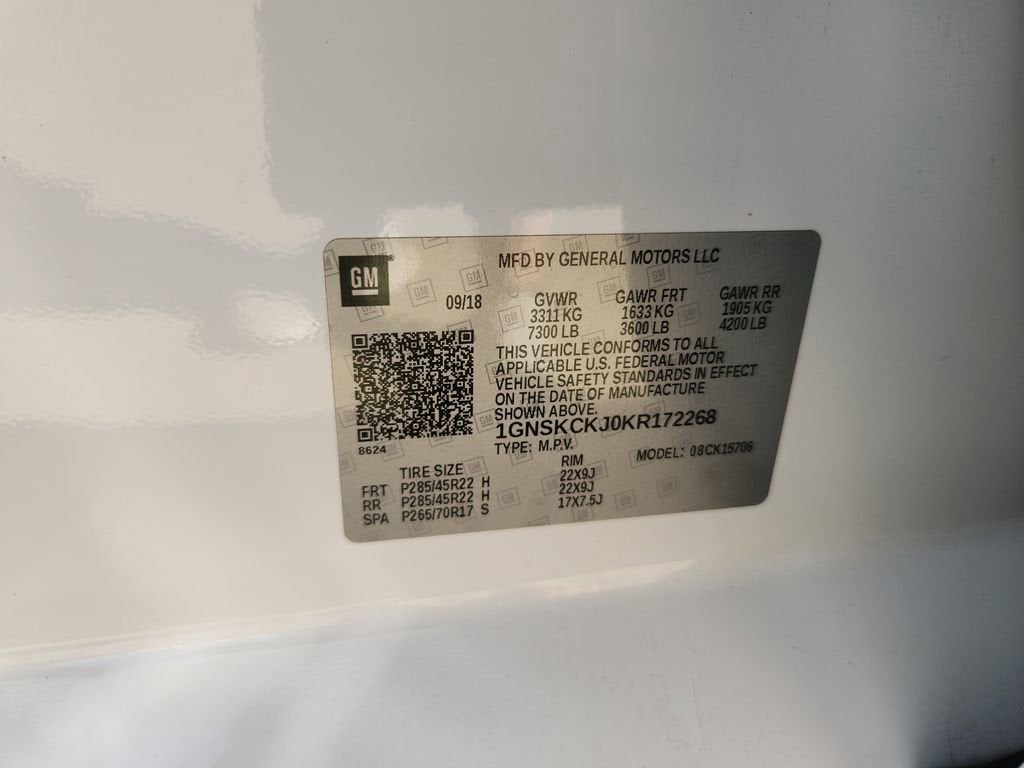 GM
MFD BY GENERAL MOTORS LLC
09/18
GVWR GAWR FRT GAWR RR
3311 KG 1633 KG 1905 KG
7300 LB 3600 LB 4200 LB
THIS VEHICLE CONFORMS TO ALL
APPLICABLE U.S. FEDERAL MOTOR
VEHICLE SAFETY STANDARDS IN EFFECT
ON THE DATE OF MANUFACTURE
SHOWN ABOVE.
1GNSKCKJ0KR172268
8624
TYPE: M.P.V. MODEL: 08CK15706
TIRE SIZE RIM
FRT P285/45R22 H 22X9J
RR P285/45R22 H 22X9J
SPA P265/70R17 S 17X7.5J